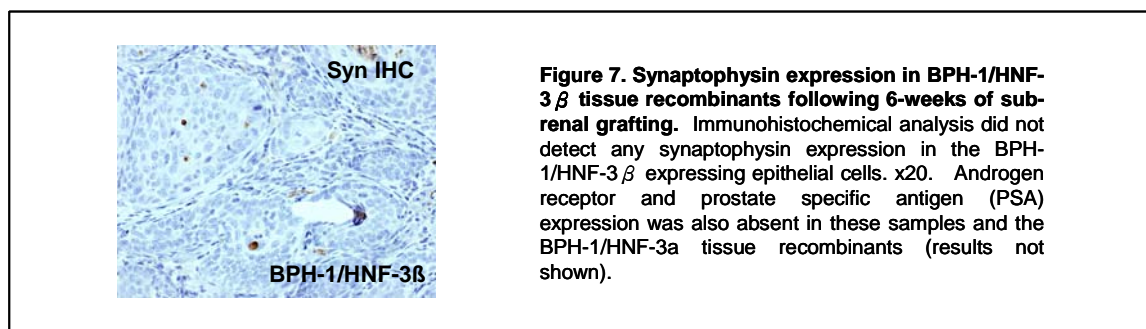 Syn IHC
BPH-1/HNF-3ß
Figure 7. Synaptophysin expression in BPH-1/HNF-
3β tissue recombinants following 6-weeks of sub-
renal grafting. Immunohistochemical analysis did not
detect any synaptophysin expression in the BPH-
1/HNF-3β expressing epithelial cells. x20. Androgen
receptor and prostate specific antigen (PSA)
expression was also absent in these samples and the
BPH-1/HNF-3a tissue recombinants (results not
shown).